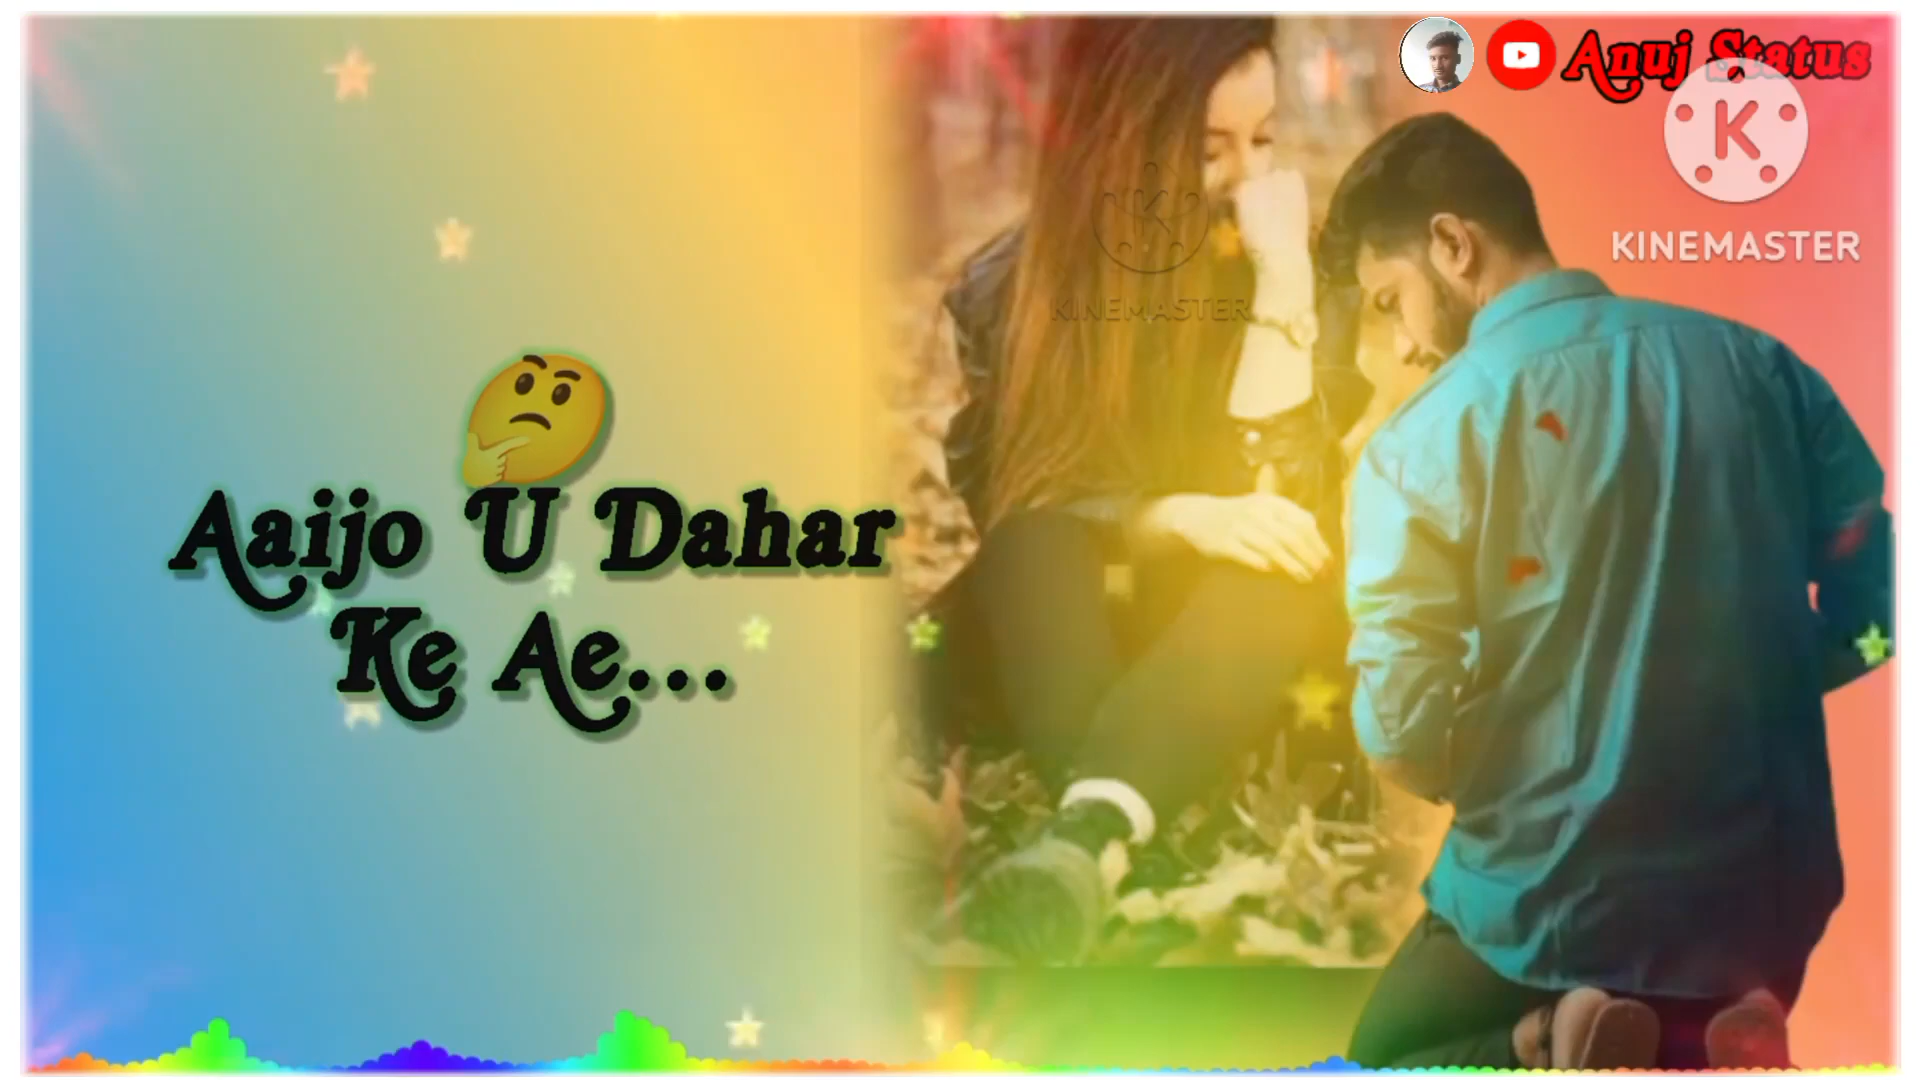 Anuj Status
K
KINEMASTER
K
KINEMASTER
Aaijo U Dahar
Ke Ae...